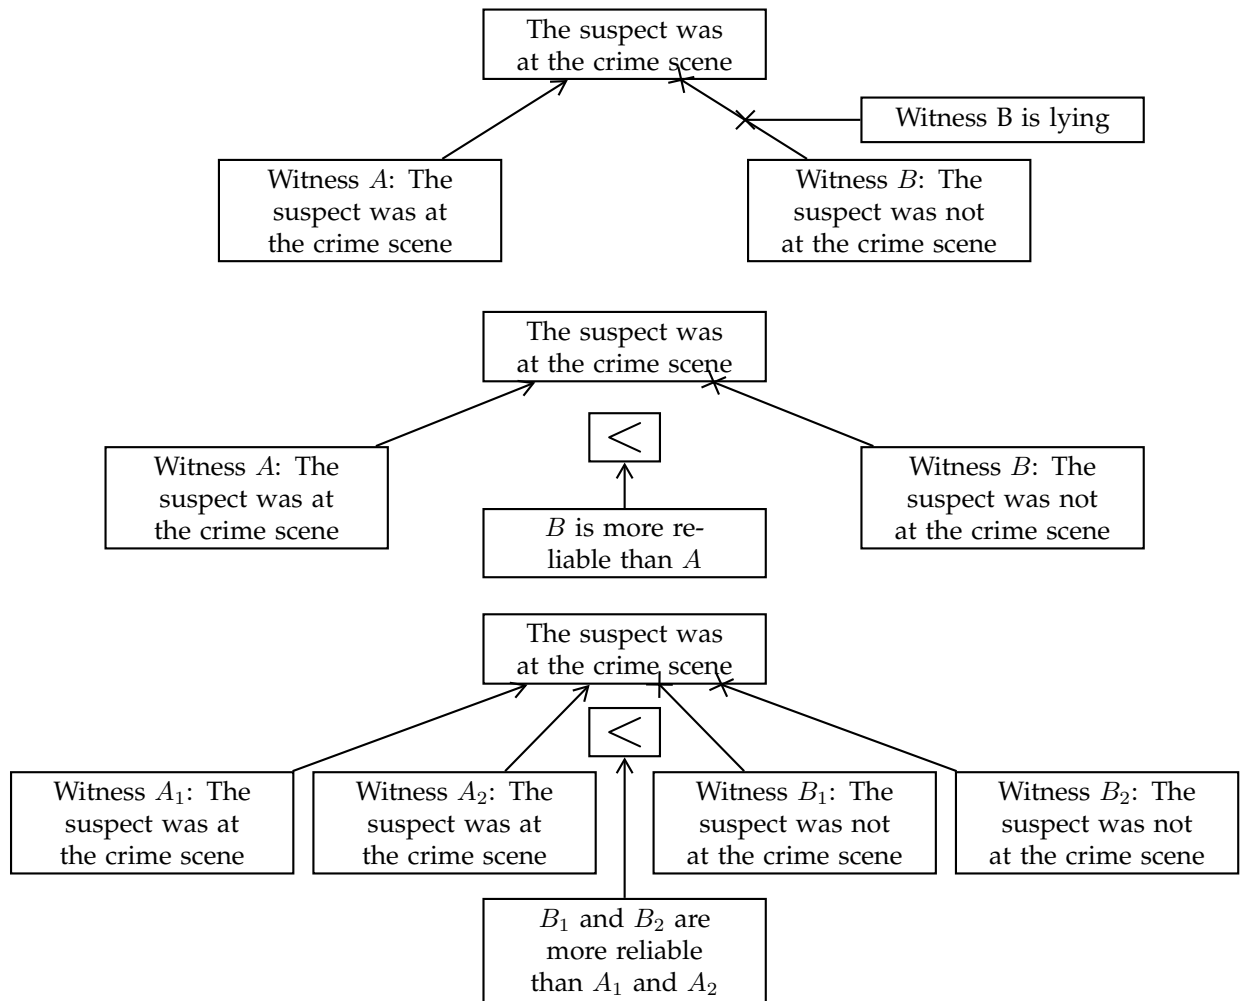 The suspect was
at the crime scene
Witness B is lying
Witness A: The
suspect was at
the crime scene
Witness B: The
suspect was not
at the crime scene
The suspect was
at the crime scene
<
Witness A: The
suspect was at
the crime scene
B is more re-
liable than A
Witness B: The
suspect was not
at the crime scene
The suspect was
at the crime scene
<
Witness A₁: The
suspect was at
the crime scene
Witness A₂: The
suspect was at
the crime scene
Witness B₁: The
suspect was not
at the crime scene
Witness B₂: The
suspect was not
at the crime scene
B₁ and B₂ are
more reliable
than A₁ and A₂